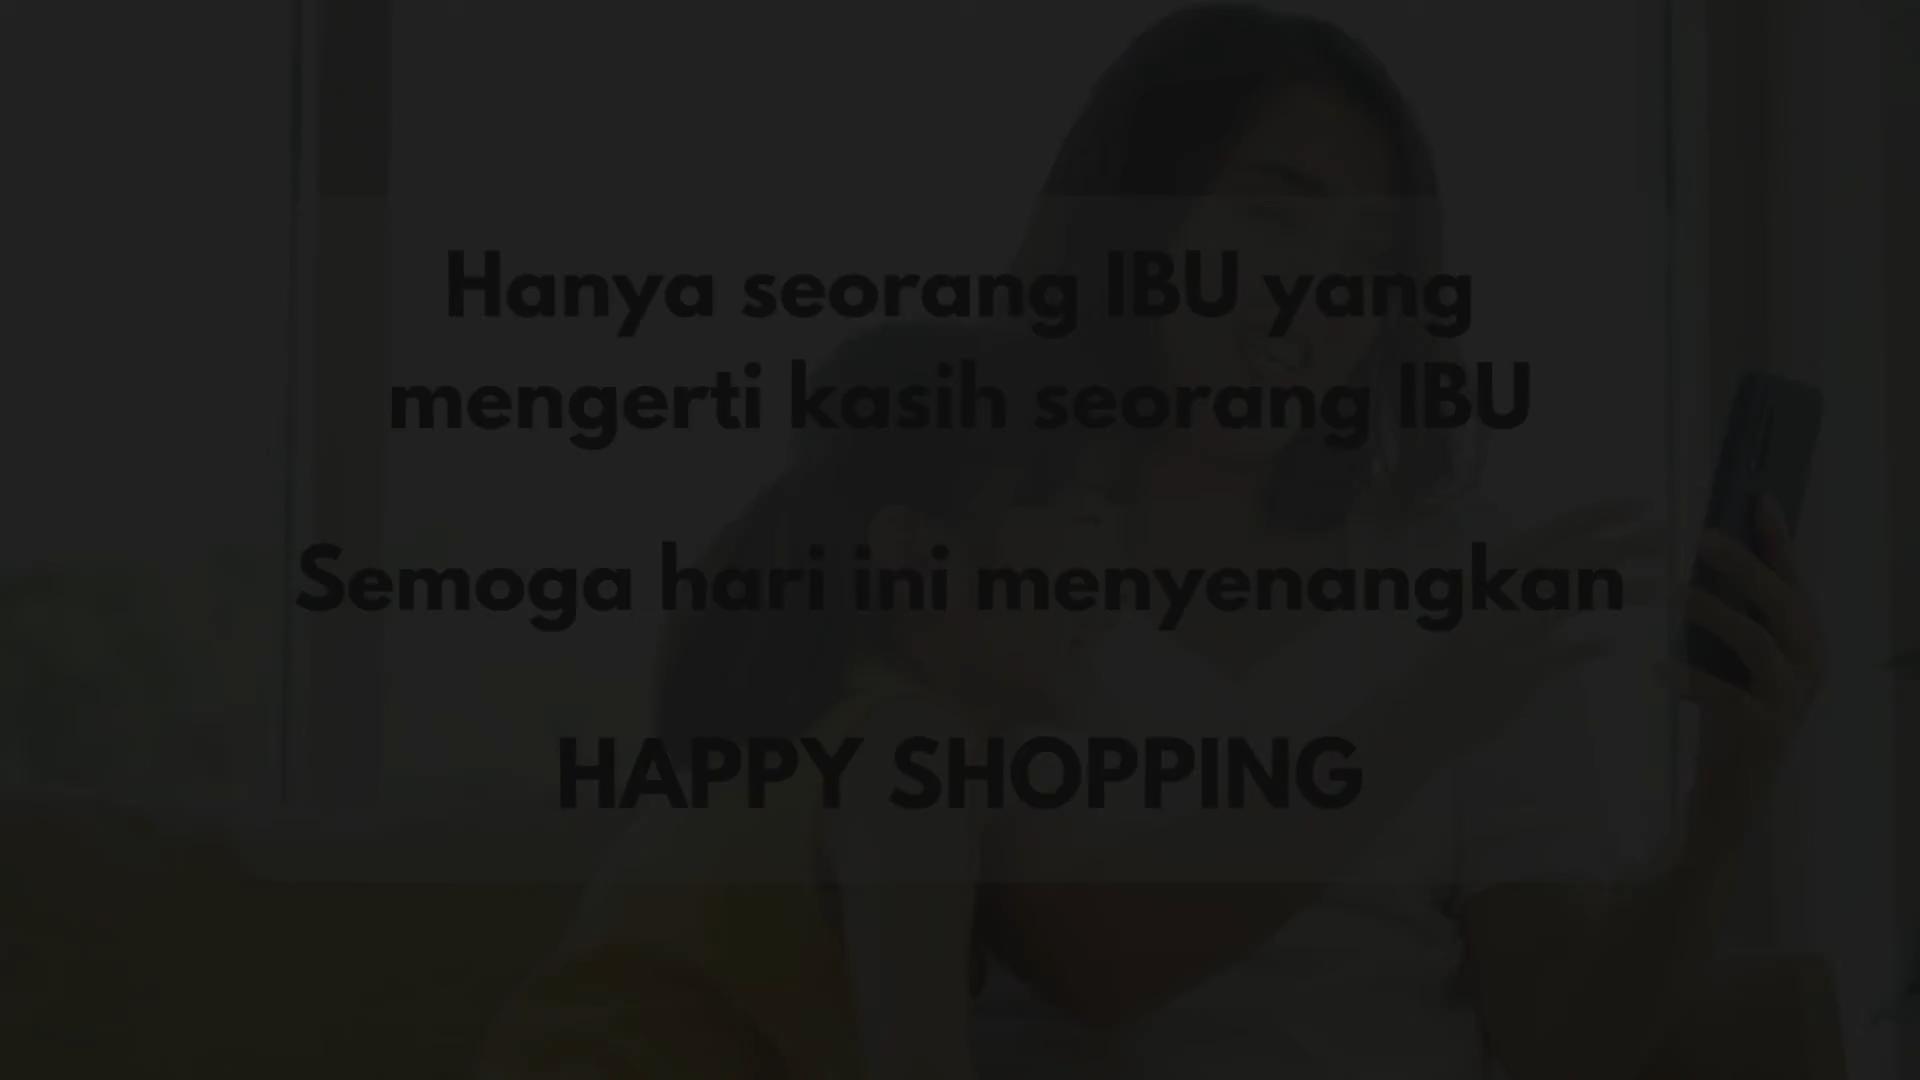 Hanya seorang IBU yang
mengerti kasih seorang IBU
Semoga hari ini menyenangkan
HAPPY SHOPPING